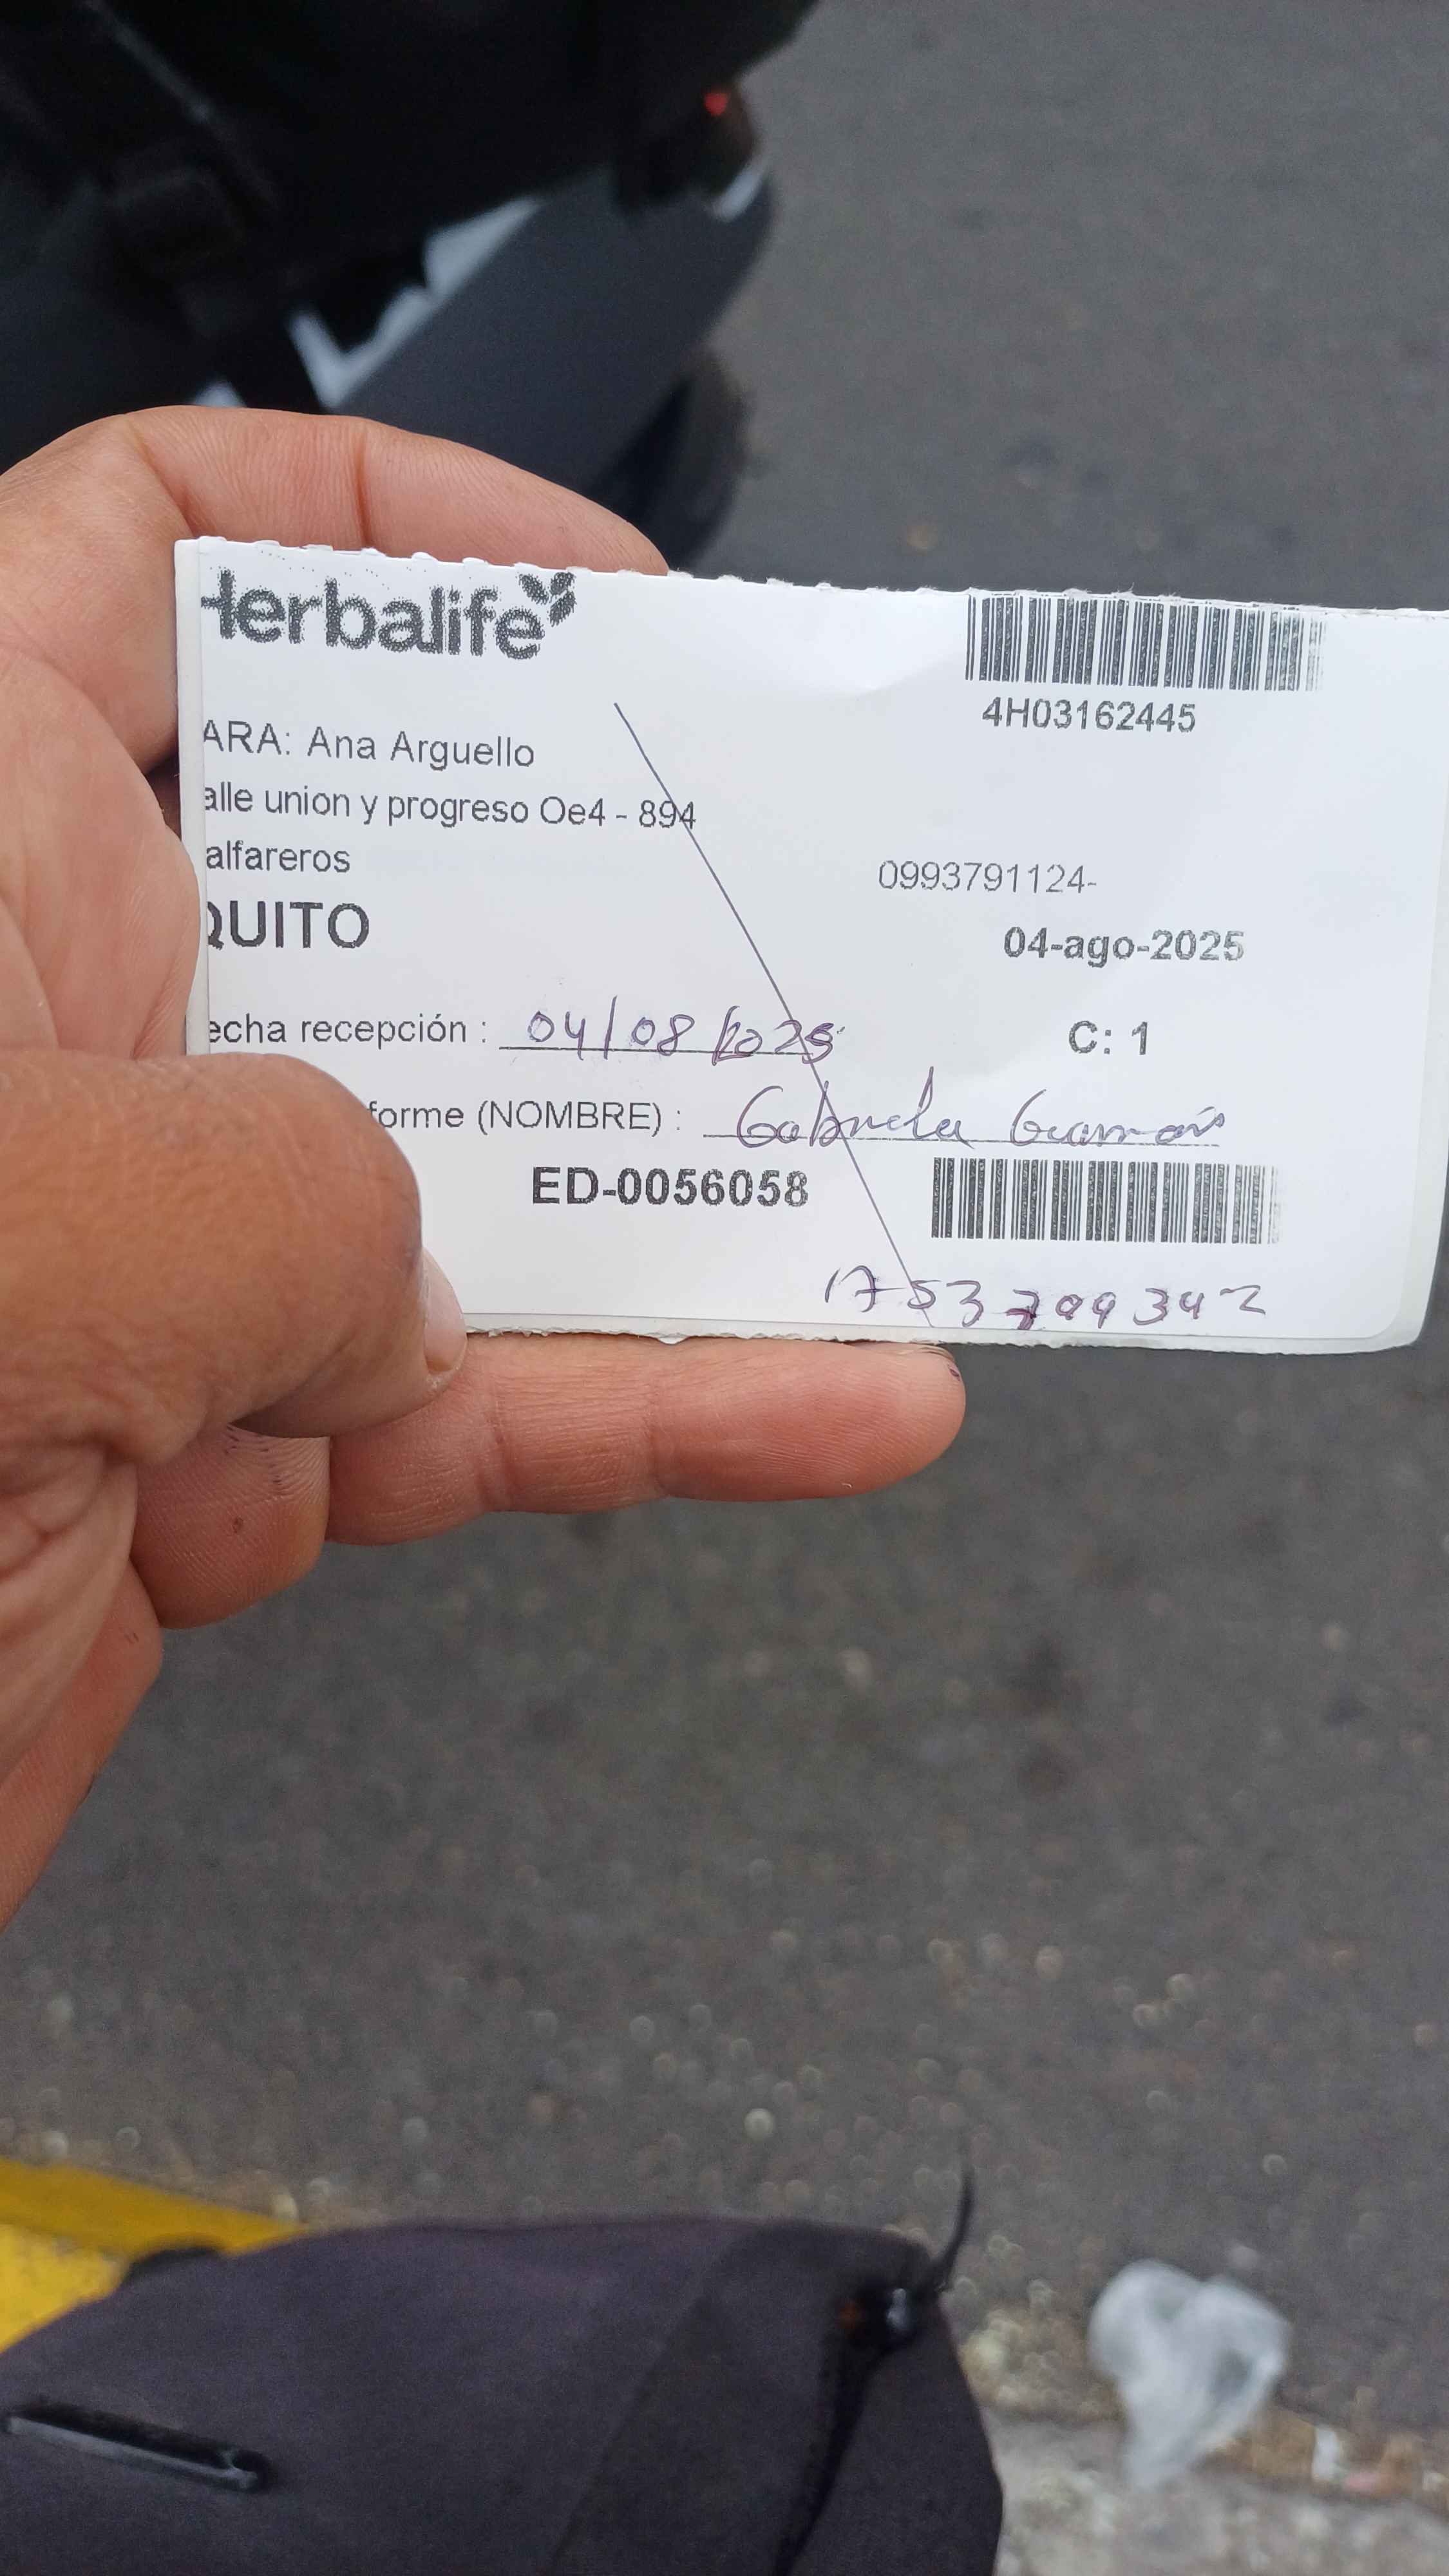 Herbalife
4H03162445
ARA: Ana Arguello
alle union y progreso Oe4 - 894
alfareros
0993791124-
QUITO
04-ago-2025
echa recepción : 04/08/2025
C: 1
forme (NOMBRE) : Gabriela
ED-0056058